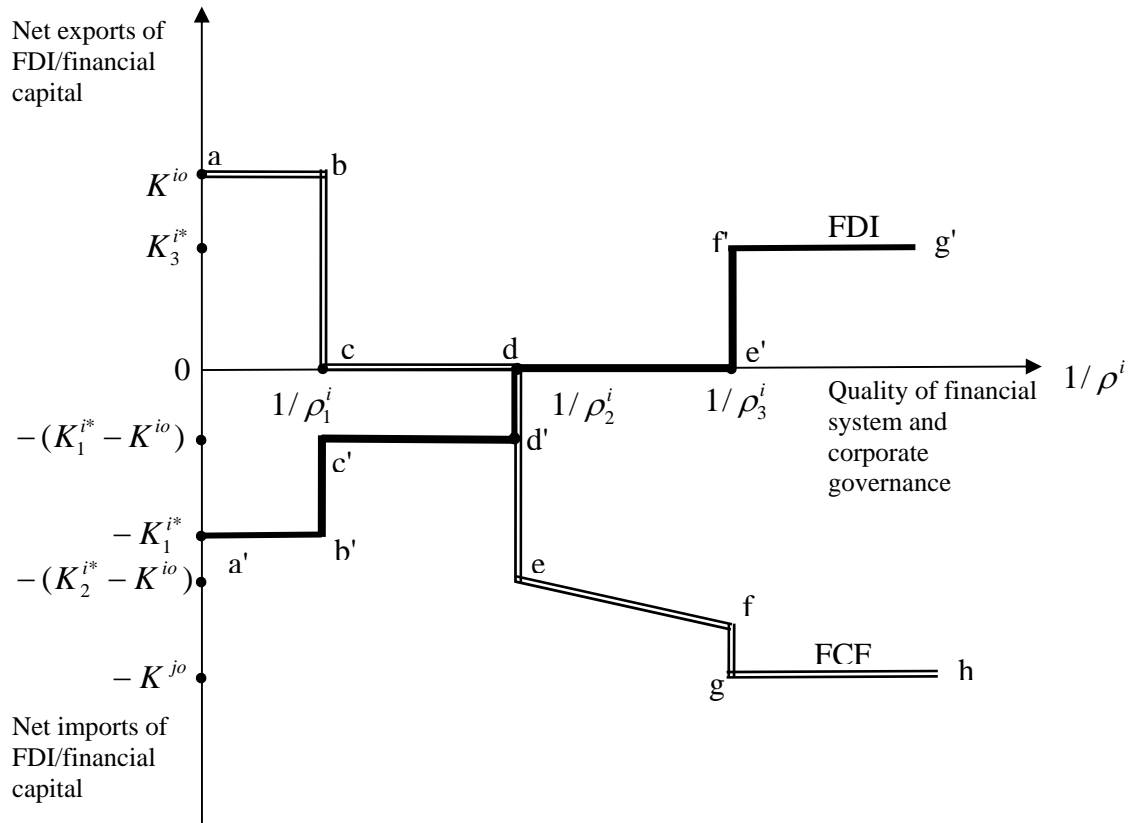 Net exports of
FDI/financial
capital
a
b
K^{io}
K_3^{i*}
f'
FDI
g'
c
d
e'
0
1/ρ^i
1/ρ_1^i
1/ρ_2^i
1/ρ_3^i
Quality of financial
system and
corporate
governance
−(K_1^{i*} − K^{io})
c'
d'
−K_1^{i*}
a'
b'
−(K_2^{i*} − K^{io})
e
f
FCF
−K^{jo}
g
h
Net imports of
FDI/financial
capital